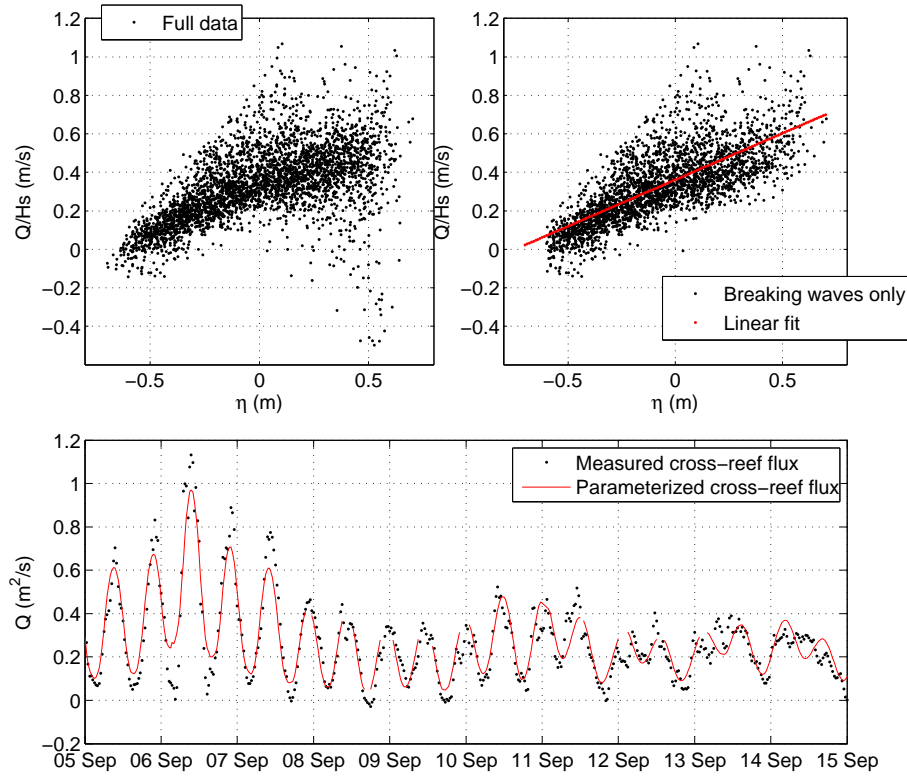 Full data
1.2
1
0.8
0.6
0.4
0.2
0
−0.2
−0.4
Q/Hs (m/s)
−0.5
0
0.5
η (m)
1.2
1
0.8
0.6
0.4
0.2
0
−0.2
−0.4
Q/Hs (m/s)
Breaking waves only
Linear fit
−0.5
0
0.5
η (m)
1.2
1
0.8
0.6
0.4
0.2
0
−0.2
Q (m²/s)
Measured cross−reef flux
Parameterized cross−reef flux
05 Sep 06 Sep 07 Sep 08 Sep 09 Sep 10 Sep 11 Sep 12 Sep 13 Sep 14 Sep 15 Sep